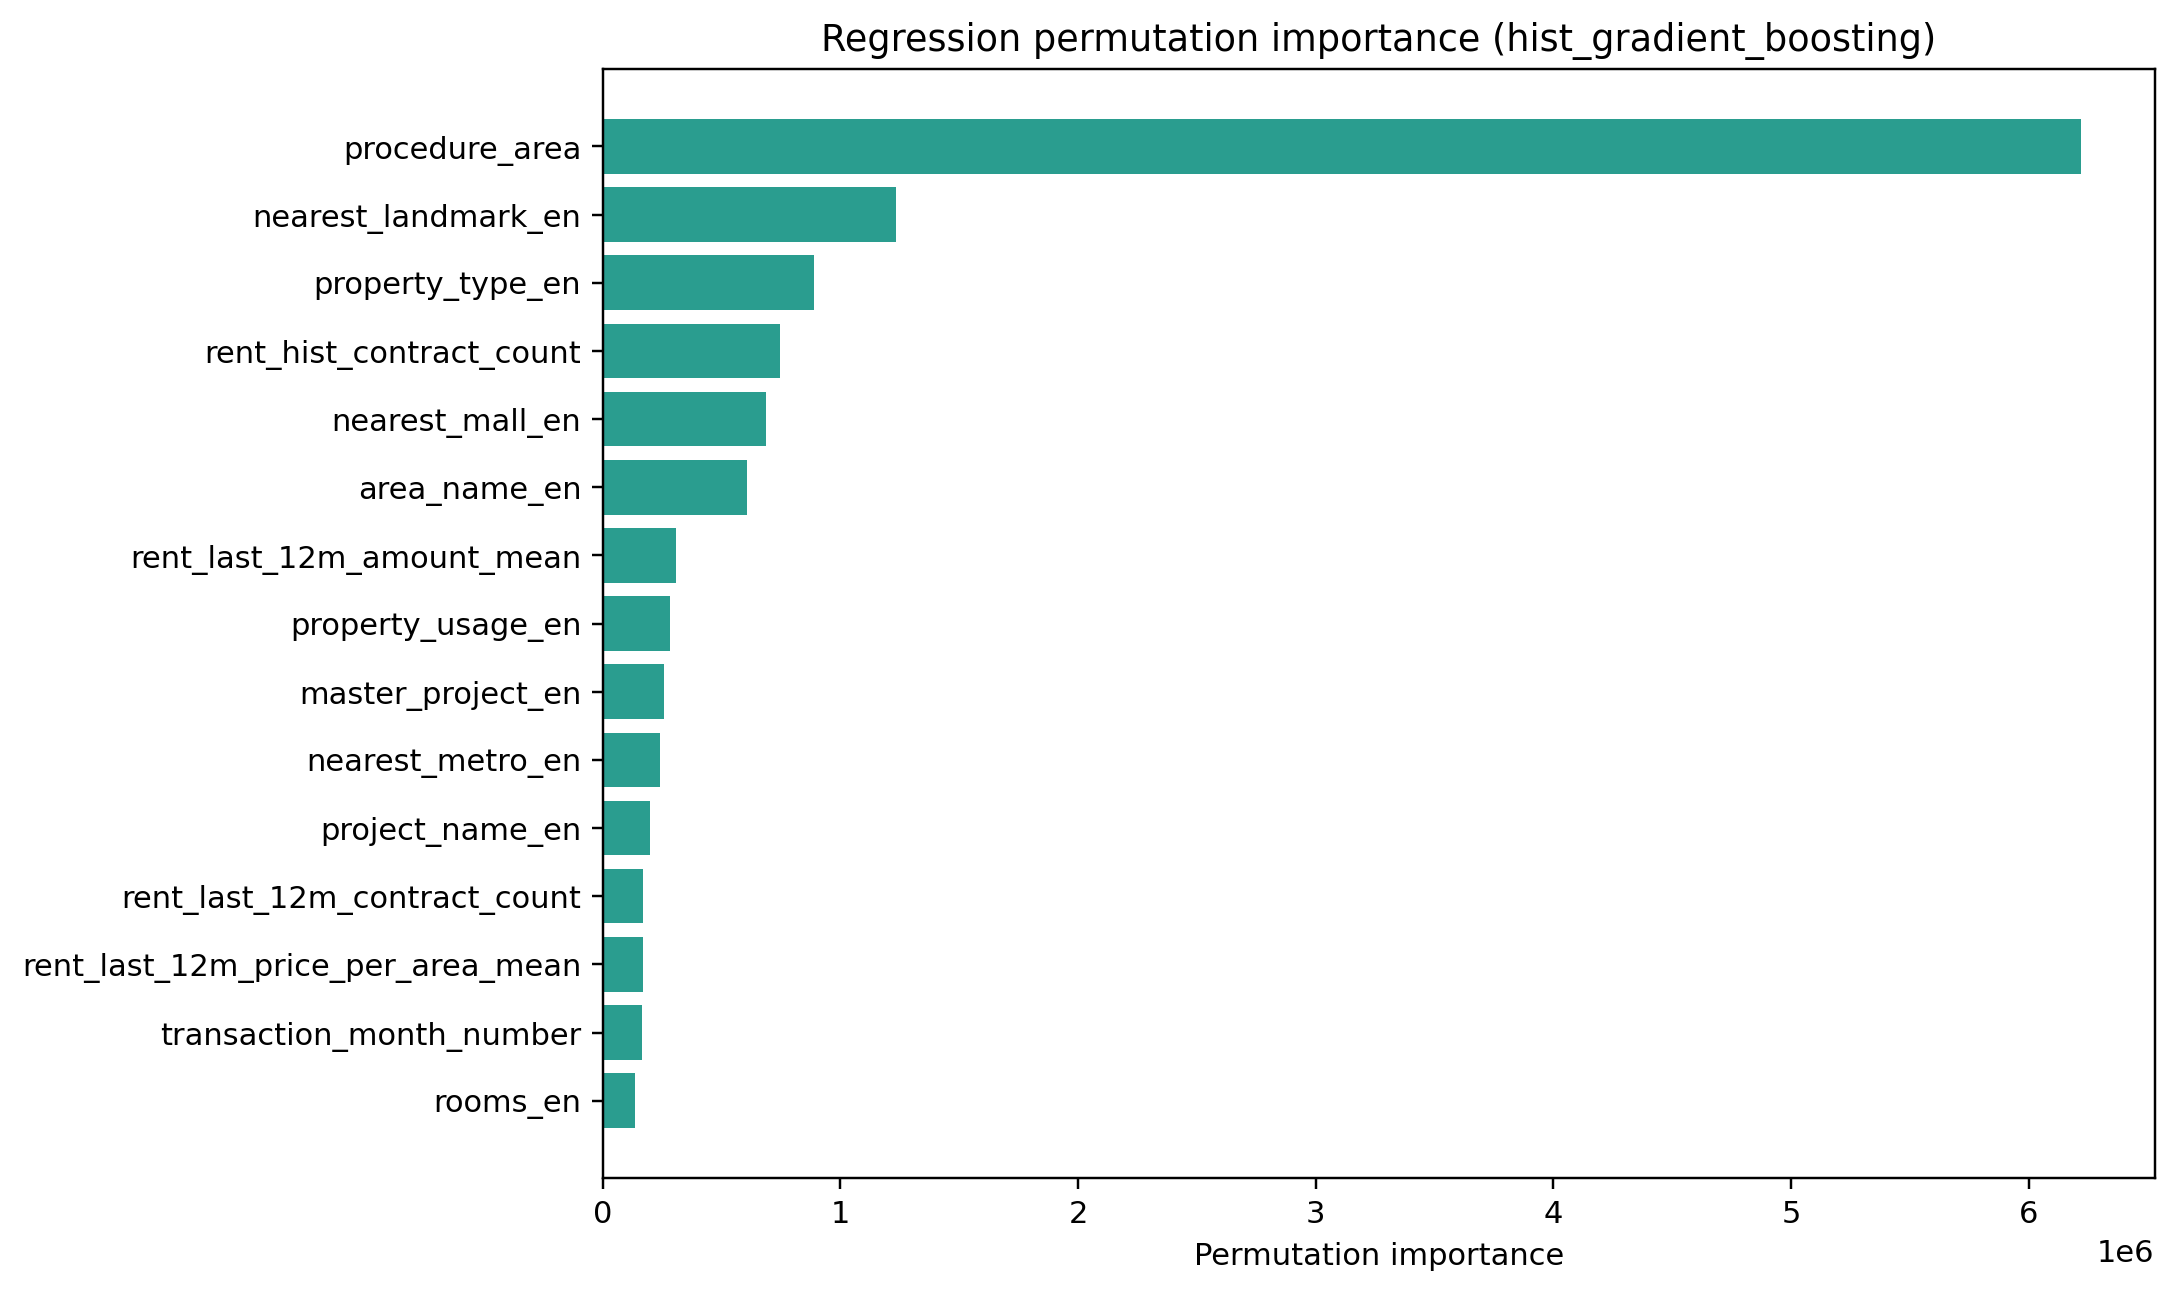 Regression permutation importance (hist_gradient_boosting)
procedure_area
nearest_landmark_en
property_type_en
rent_hist_contract_count
nearest_mall_en
area_name_en
rent_last_12m_amount_mean
property_usage_en
master_project_en
nearest_metro_en
project_name_en
rent_last_12m_contract_count
rent_last_12m_price_per_area_mean
transaction_month_number
rooms_en
0 1 2 3 4 5 6
Permutation importance
1e6